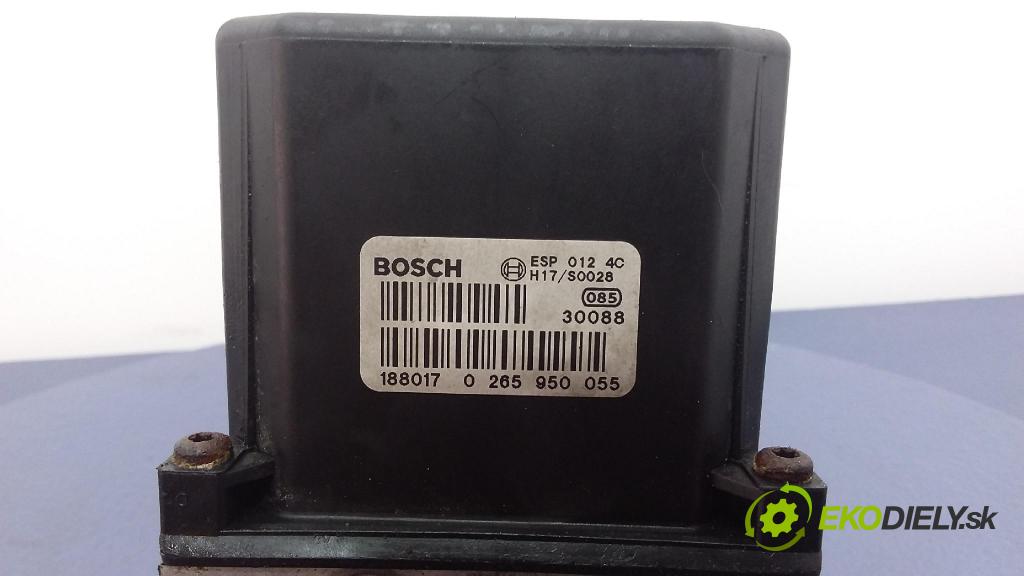 BOSCH
ESP 012 4C
H17/S0028
085
30088
188017 0 265 950 055
EKODIELY.sk